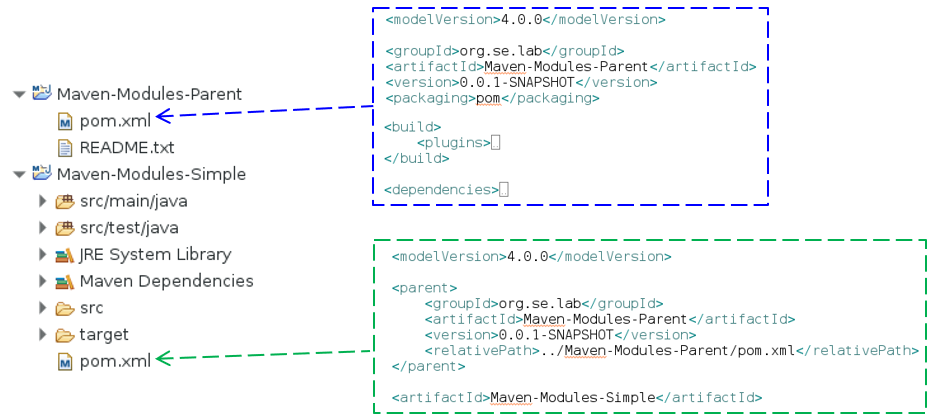 Maven-Modules-Parent
pom.xml
README.txt
Maven-Modules-Simple
src/main/java
src/test/java
JRE System Library
Maven Dependencies
src
target
pom.xml
<modelVersion>4.0.0</modelVersion>
<groupId>org.se.lab</groupId>
<artifactId>Maven-Modules-Parent</artifactId>
<version>0.0.1-SNAPSHOT</version>
<packaging>pom</packaging>
<build>
<plugins>
</build>
<dependencies>
<modelVersion>4.0.0</modelVersion>
<parent>
<groupId>org.se.lab</groupId>
<artifactId>Maven-Modules-Parent</artifactId>
<version>0.0.1-SNAPSHOT</version>
<relativePath>../Maven-Modules-Parent/pom.xml</relativePath>
</parent>
<artifactId>Maven-Modules-Simple</artifactId>